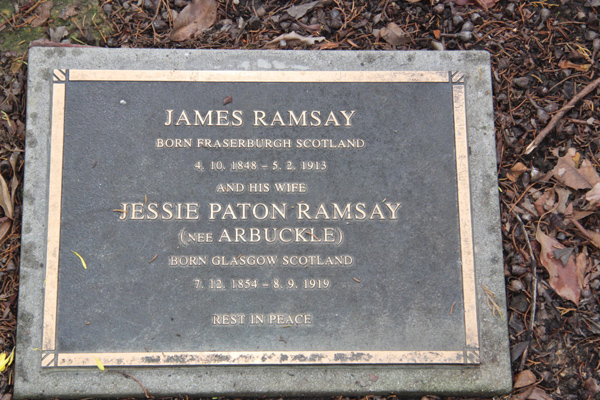 JAMES RAMSAY
BORN FRASERBURGH SCOTLAND
4. 10. 1848 – 5. 2. 1913
AND HIS WIFE
JESSIE PATON RAMSAY
(NEE ARBUCKLE)
BORN GLASGOW SCOTLAND
7. 12. 1854 – 8. 9. 1919
REST IN PEACE